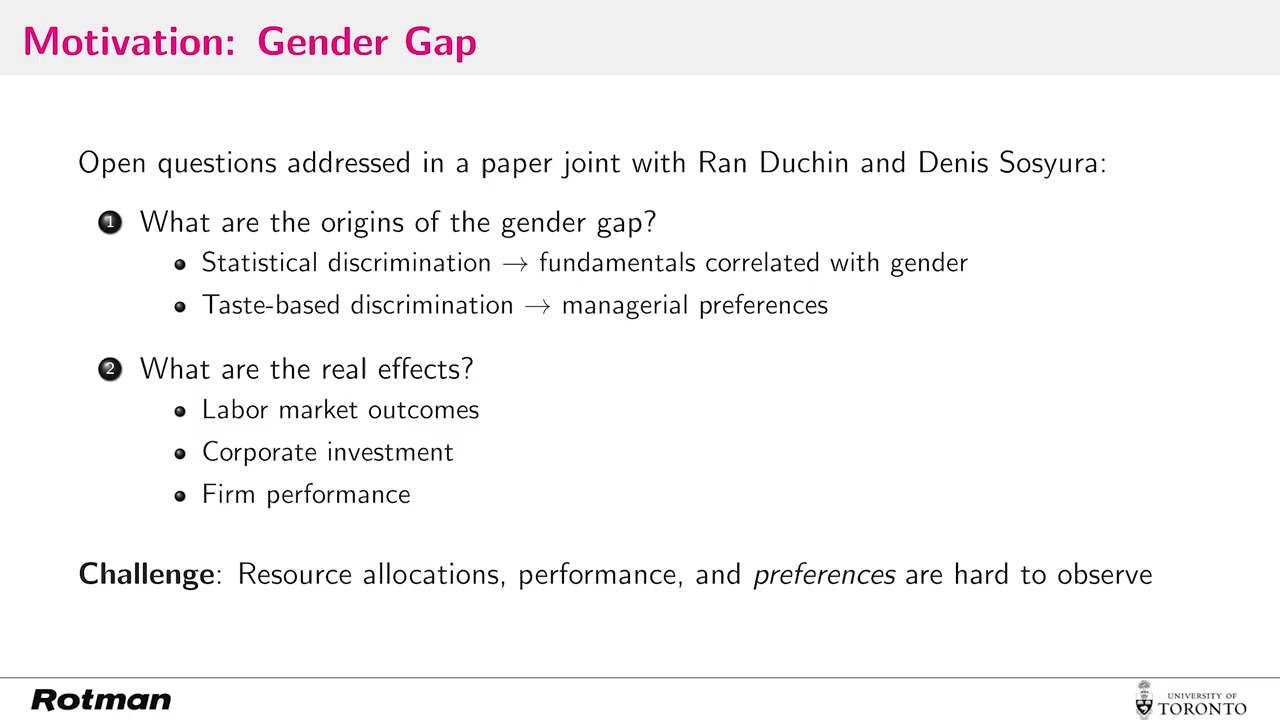 Motivation: Gender Gap
Open questions addressed in a paper joint with Ran Duchin and Denis Sosyura:
1 What are the origins of the gender gap?
• Statistical discrimination → fundamentals correlated with gender
• Taste-based discrimination → managerial preferences
2 What are the real effects?
• Labor market outcomes
• Corporate investment
• Firm performance
Challenge: Resource allocations, performance, and preferences are hard to observe
Rotman
UNIVERSITY OF
TORONTO